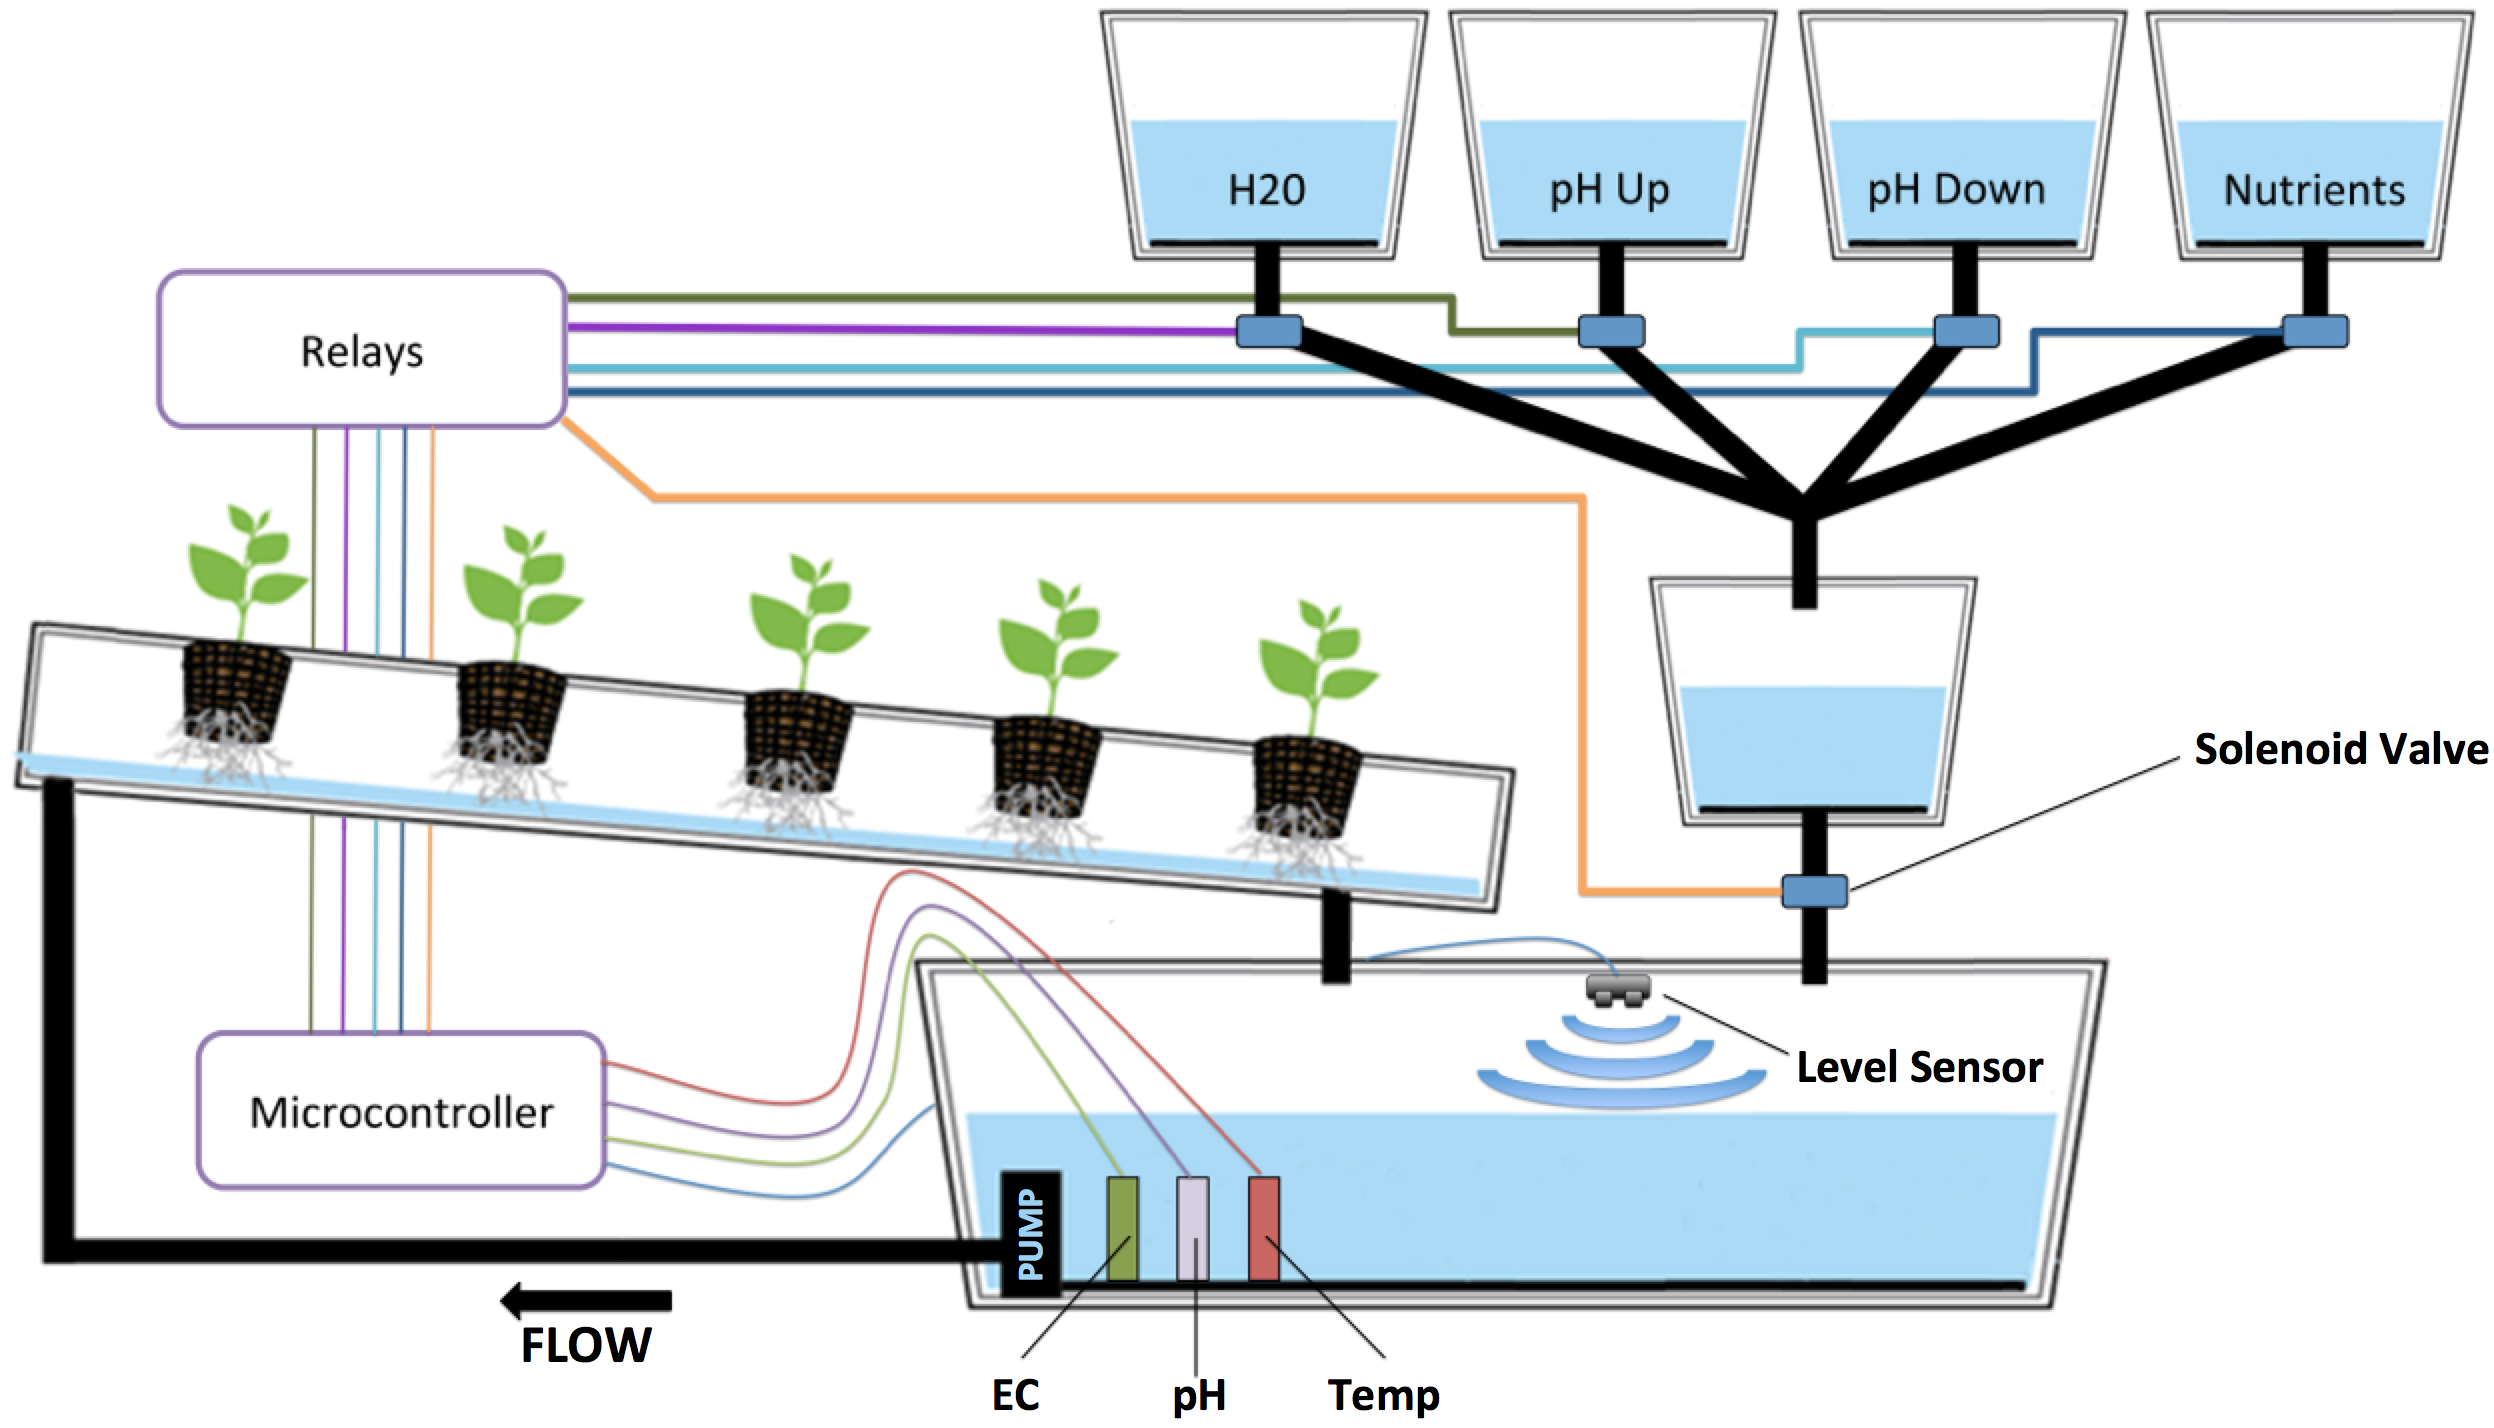 H20
pH Up
pH Down
Nutrients
Relays
Solenoid Valve
Level Sensor
Microcontroller
PUMP
FLOW
EC
pH
Temp